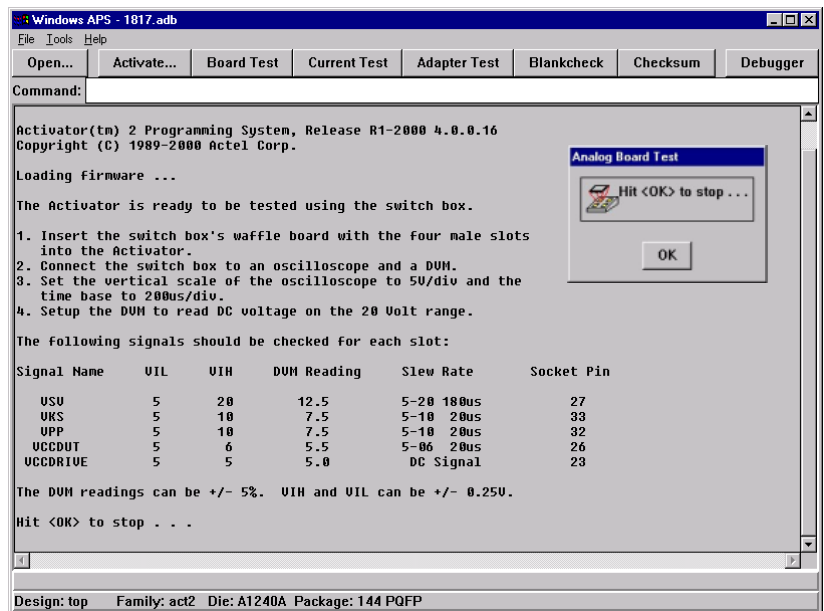 Windows APS - 1817.adb
File Tools Help
Open... Activate... Board Test Current Test Adapter Test Blankcheck Checksum Debugger
Command:
Activator(tm) 2 Programming System, Release R1-2000 4.0.0.16
Copyright (C) 1989-2000 Actel Corp.
Loading firmware ...
The Activator is ready to be tested using the switch box.
1. Insert the switch box's waffle board with the four male slots
into the Activator.
2. Connect the switch box to an oscilloscope and a DVM.
3. Set the vertical scale of the oscilloscope to 5V/div and the
time base to 200us/div.
4. Setup the DVM to read DC voltage on the 20 Volt range.
The following signals should be checked for each slot:
Signal Name VIL VIH DVM Reading Slew Rate Socket Pin
VSV 5 20 12.5 5-20 180us 27
VKS 5 10 7.5 5-10 20us 33
VPP 5 10 7.5 5-10 20us 32
VCCDUT 5 6 5.5 5-06 20us 26
VCCDRIVE 5 5 5.0 DC Signal 23
The DVM readings can be +/- 5%. VIH and VIL can be +/- 0.25V.
Hit <OK> to stop . . .
Analog Board Test
Hit <OK> to stop . . .
OK
Design: top Family: act2 Die: A1240A Package: 144 PQFP